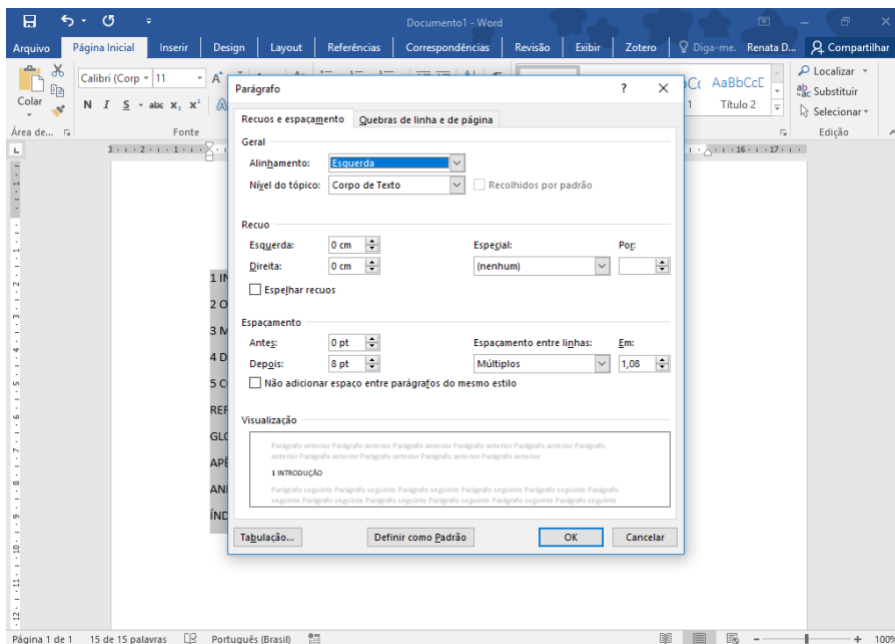 Documento1 - Word
Arquivo Página Inicial Inserir Design Layout Referências Correspondências Revisão Exibir Zotero Diga-me. Renata D... Compartilhar
Calibri (Corp 11
AaBbCcE
Localizar
Substituir
Selecionar
Colar
N I S abc x₂ x²
1 Título 2
Área de... Fonte Edição
Parágrafo ? X
Recuos e espaçamento Quebras de linha e de página
Geral
Alinhamento: Esquerda
Nível do tópico: Corpo de Texto Recolhidos por padrão
Recuo
Esquerda: 0 cm Especial: Por:
Direita: 0 cm (nenhum)
Espelhar recuos
Espaçamento
Antes: 0 pt Espaçamento entre linhas: Em:
Depois: 8 pt Múltiplos 1,08
Não adicionar espaço entre parágrafos do mesmo estilo
Visualização
Parágrafo anterior Parágrafo anterior Parágrafo anterior Parágrafo anterior Parágrafo anterior Parágrafo
anterior Parágrafo anterior Parágrafo anterior Parágrafo anterior Parágrafo anterior
1 INTRODUÇÃO
Parágrafo seguinte Parágrafo seguinte Parágrafo seguinte Parágrafo seguinte Parágrafo seguinte Parágrafo
seguinte Parágrafo seguinte Parágrafo seguinte Parágrafo seguinte Parágrafo seguinte Parágrafo seguinte
Tabulação... Definir como Padrão OK Cancelar
1 IN
2 O
3 M
4 D
5 C
REF
GLO
APÊ
ANE
ÍND
Página 1 de 1 15 de 15 palavras Português (Brasil) 100%